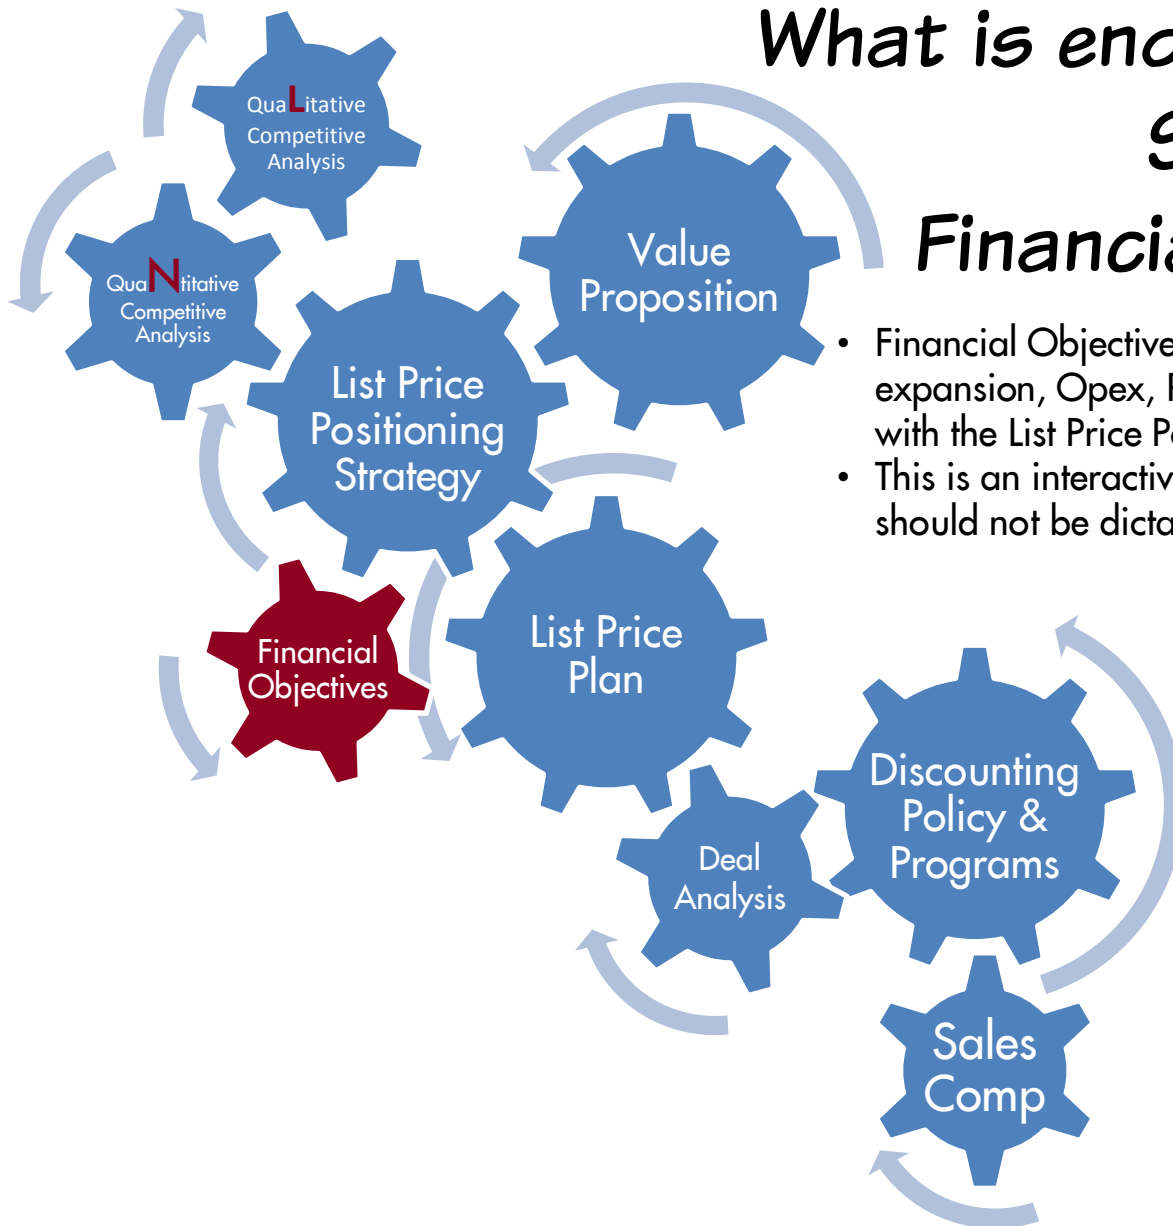 What is
Financia
QuaLitative
Competitive
Analysis
QuaNtitative
Competitive
Analysis
Value
Proposition
List Price
Positioning
Strategy
• Financial Objective
expansion, Opex,
with the List Price
• This is an interactiv
should not be dicta
Financial
Objectives
List Price
Plan
Deal
Analysis
Discounting
Policy &
Programs
Sales
Comp